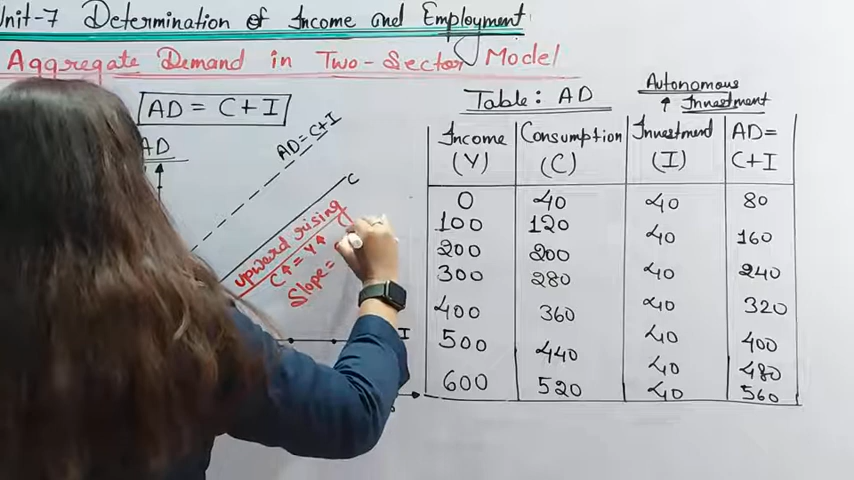 Unit-7 Determination of Income and Employment
Aggregate Demand in Two-Sector Model
AD = C+I
AD
AD=C+I
C
upward rising
C↑ = Y↑
Slope=
I
Table: AD
Autonomous
↑ Investment
Income (Y) Consumption (C) Investment (I) AD= C+I
0 40 40 80
100 120 40 160
200 200 40 240
300 280 40 320
400 360 40 400
500 440 40 480
600 520 40 560